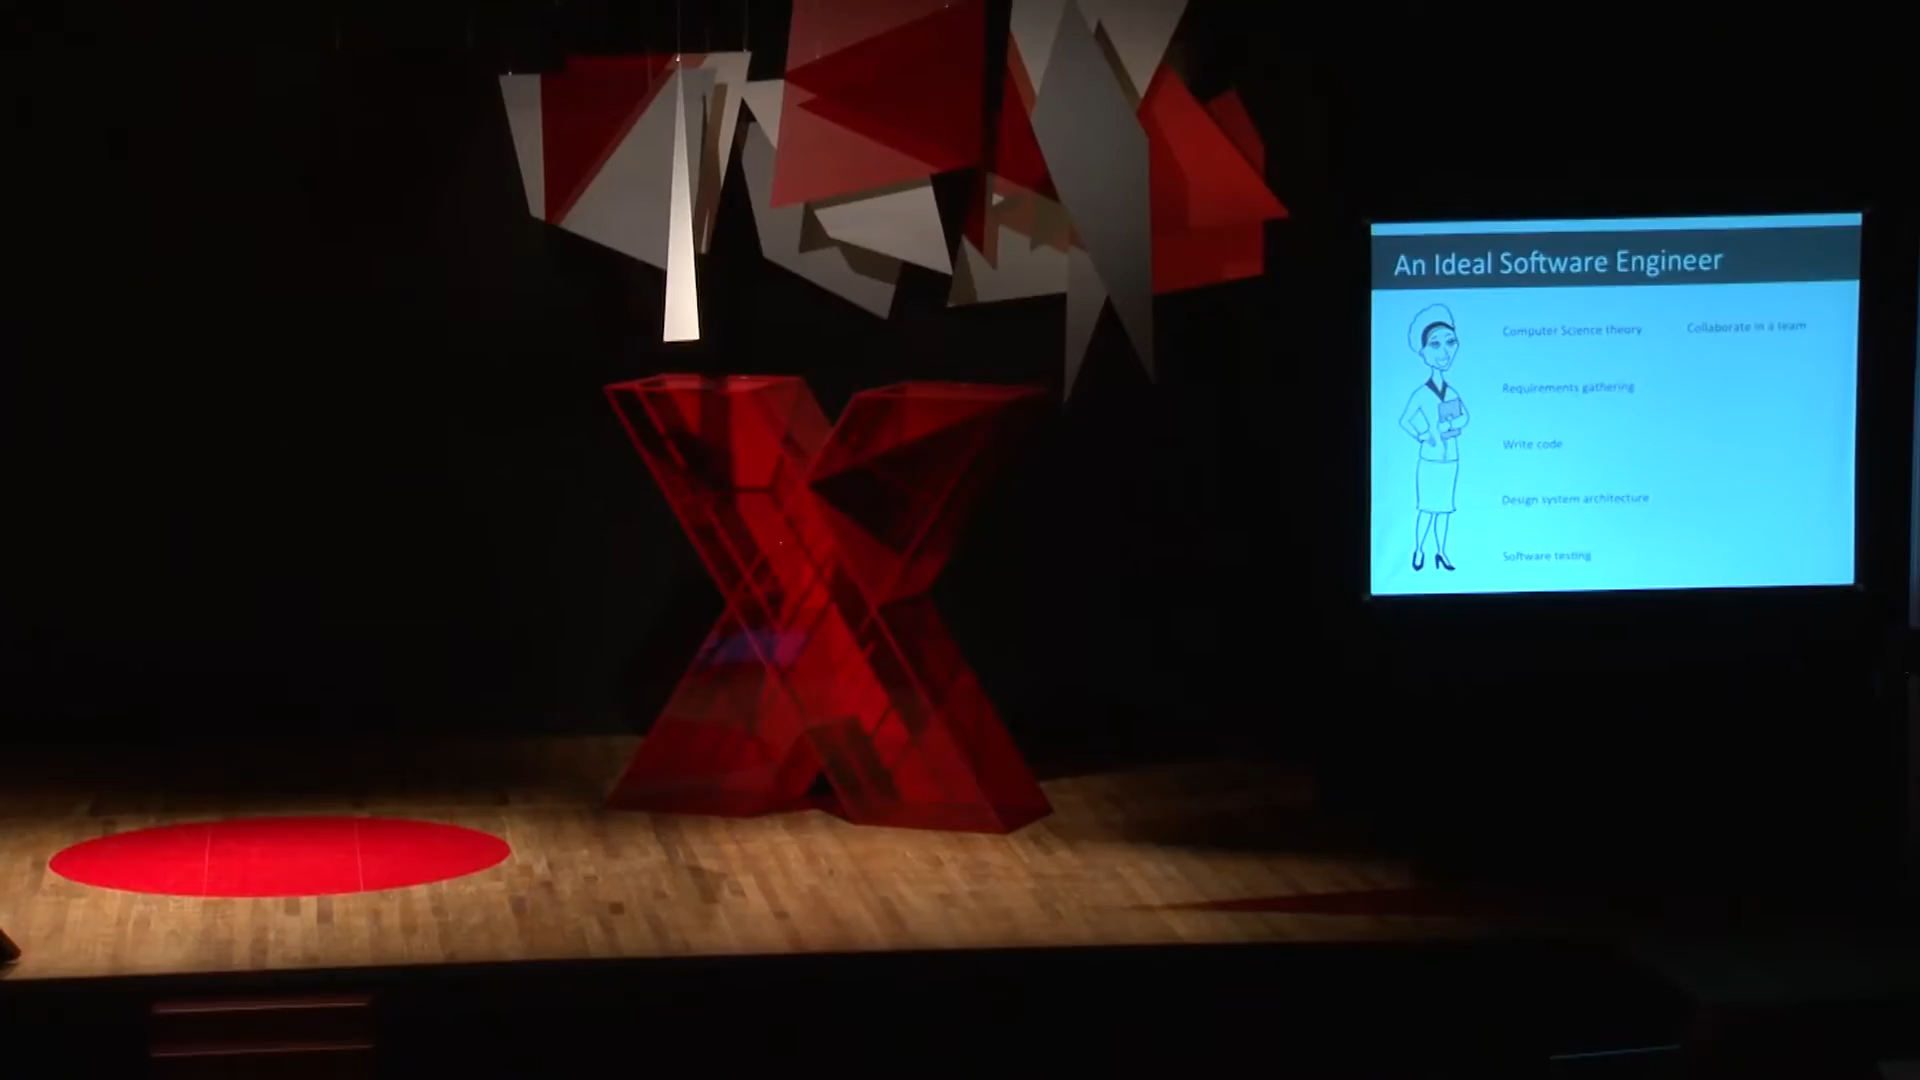 An Ideal Software Engineer
Computer Science theory
Collaborate in a team
Requirements gathering
Write code
Design system architecture
Software testing
X